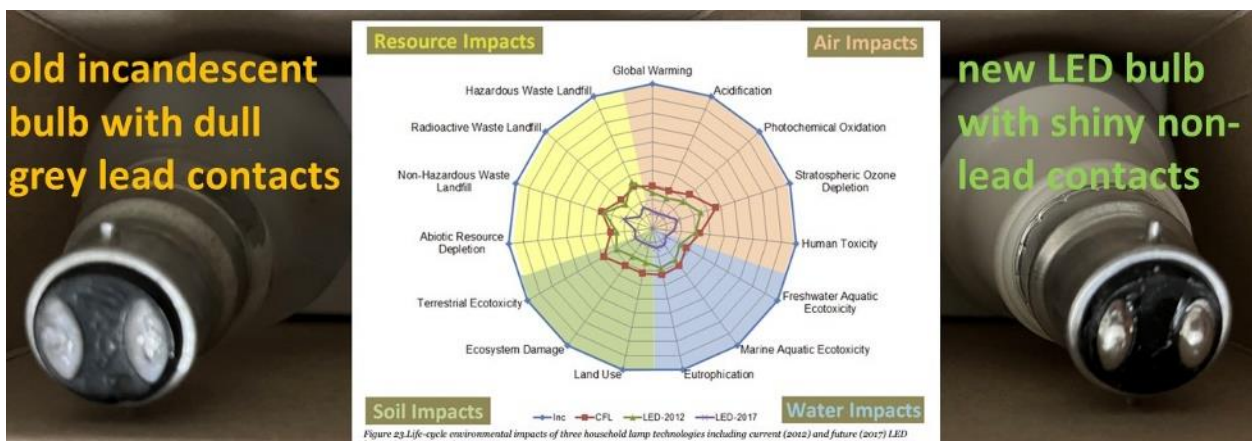 old incandescent
bulb with dull
grey lead contacts
Resource Impacts
Air Impacts
Global Warming
Hazardous Waste Landfill
Acidification
Radioactive Waste Landfill
Photochemical Oxidation
Non-Hazardous Waste
Landfill
Stratospheric Ozone
Depletion
Abiotic Resource
Depletion
Human Toxicity
Terrestrial Ecotoxicity
Freshwater Aquatic
Ecotoxicity
Ecosystem Damage
Marine Aquatic Ecotoxicity
Land Use
Eutrophication
Soil Impacts
Inc
CFL
LED-2012
LED-2017
Water Impacts
Figure 23.Life-cycle environmental impacts of three household lamp technologies including current (2012) and future (2017) LED
new LED bulb
with shiny non-
lead contacts